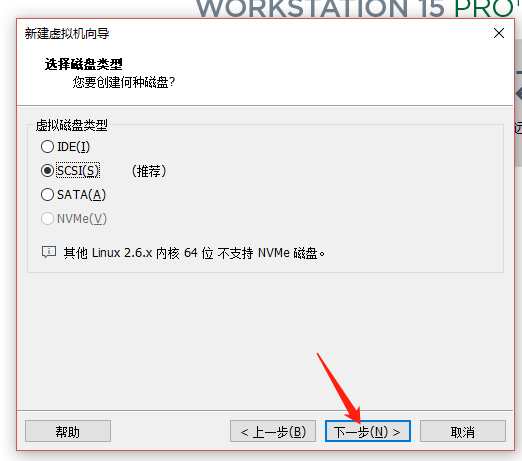 WORKSTATION 15 PRO
新建虚拟机向导
选择磁盘类型
您要创建何种磁盘?
虚拟磁盘类型
IDE(I)
SCSI(S) （推荐）
SATA(A)
NVMe(V)
其他 Linux 2.6.x 内核 64 位 不支持 NVMe 磁盘。
帮助 < 上一步(B) 下一步(N) > 取消